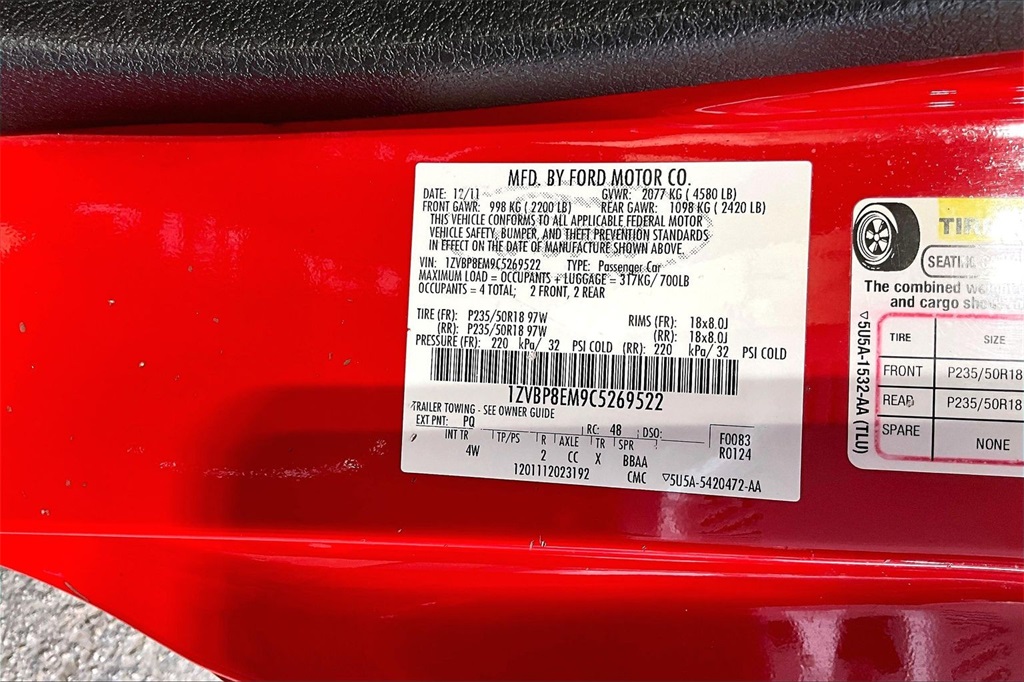 MFD. BY FORD MOTOR CO.
DATE: 12/11 GVWR: 2077 KG ( 4580 LB)
FRONT GAWR: 998 KG ( 2200 LB) REAR GAWR: 1098 KG ( 2420 LB)
THIS VEHICLE CONFORMS TO ALL APPLICABLE FEDERAL MOTOR
VEHICLE SAFETY, BUMPER, AND THEFT PREVENTION STANDARDS
IN EFFECT ON THE DATE OF MANUFACTURE SHOWN ABOVE.
VIN: 1ZVBP8EM9C5269522 TYPE: Passenger Car
MAXIMUM LOAD = OCCUPANTS + LUGGAGE = 317KG/ 700LB
OCCUPANTS = 4 TOTAL; 2 FRONT, 2 REAR
TIRE (FR): P235/50R18 97W RIMS (FR): 18x8.0J
(RR): P235/50R18 97W (RR): 18x8.0J
PRESSURE (FR): 220 kPa/ 32 PSI COLD (RR): 220 kPa/ 32 PSI COLD
1ZVBP8EM9C5269522
TRAILER TOWING - SEE OWNER GUIDE
EXT PNT: PQ RC: 48 DSO: F0083
R0124
INT TR TP/PS R AXLE TR SPR
4W 2 CC X BBAA
1201112023192 CMC ▽5U5A-5420472-AA
TIR
SEATING
The combined
and cargo
TIRE SIZE
FRONT P235/50R18
REAR P235/50R18
SPARE NONE
▽5U5A-1532-AA (TLU)